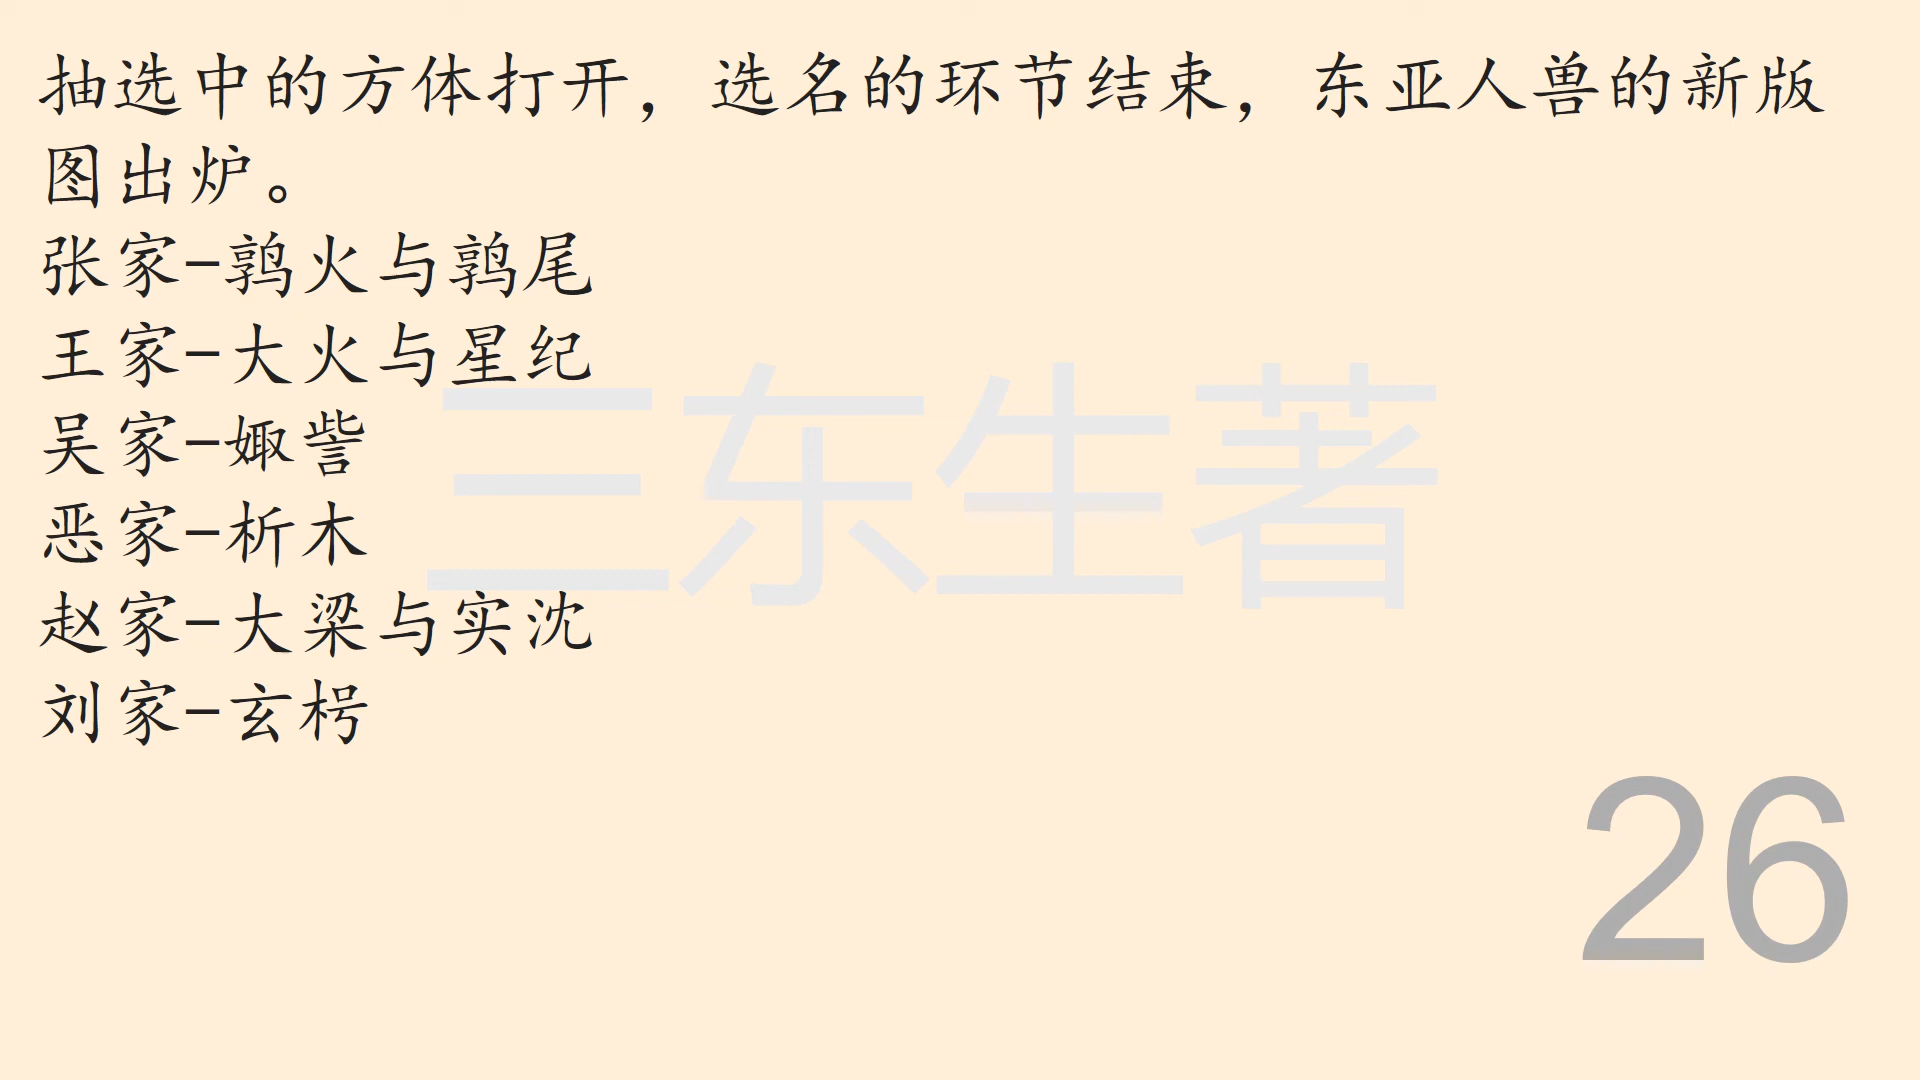 抽选中的方体打开，选名的环节结束，东亚人兽的新版
图出炉。
张家-鹑火与鹑尾
王家-大火与星纪
吴家-娵訾
恶家-析木
赵家-大梁与实沈
刘家-玄枵
三东生著
26